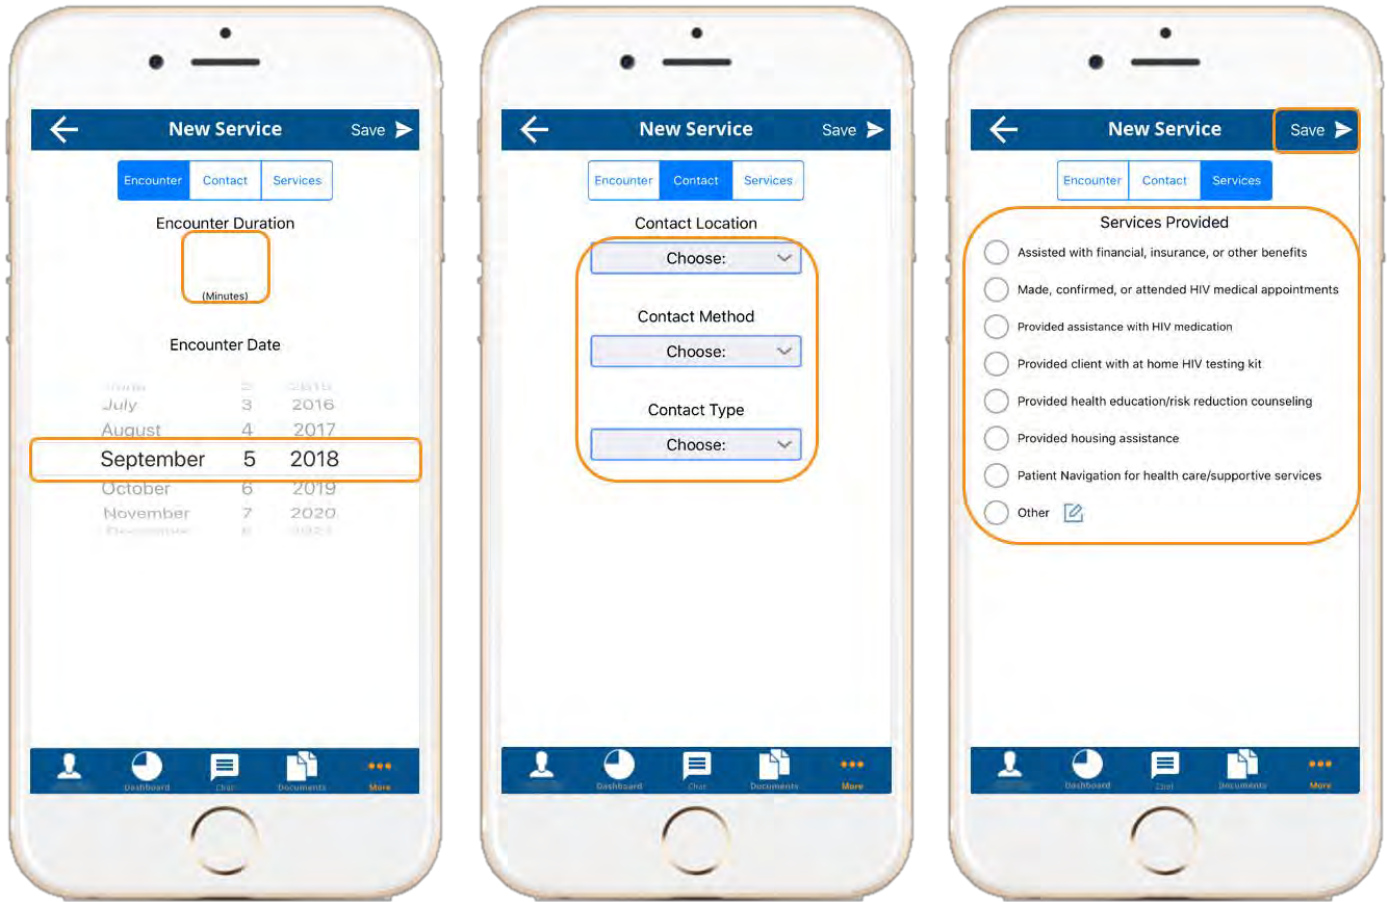 New Service
Save
Encounter Contact Services
Encounter Duration
(Minutes)
Encounter Date
July 3 2016
August 4 2017
September 5 2018
October 6 2019
November 7 2020
Dashboard Chat Documents More
New Service
Save
Encounter Contact Services
Contact Location
Choose:
Contact Method
Choose:
Contact Type
Choose:
Dashboard Chat Documents More
New Service
Save
Encounter Contact Services
Services Provided
Assisted with financial, insurance, or other benefits
Made, confirmed, or attended HIV medical appointments
Provided assistance with HIV medication
Provided client with at home HIV testing kit
Provided health education/risk reduction counseling
Provided housing assistance
Patient Navigation for health care/supportive services
Other
Dashboard Chat Documents More